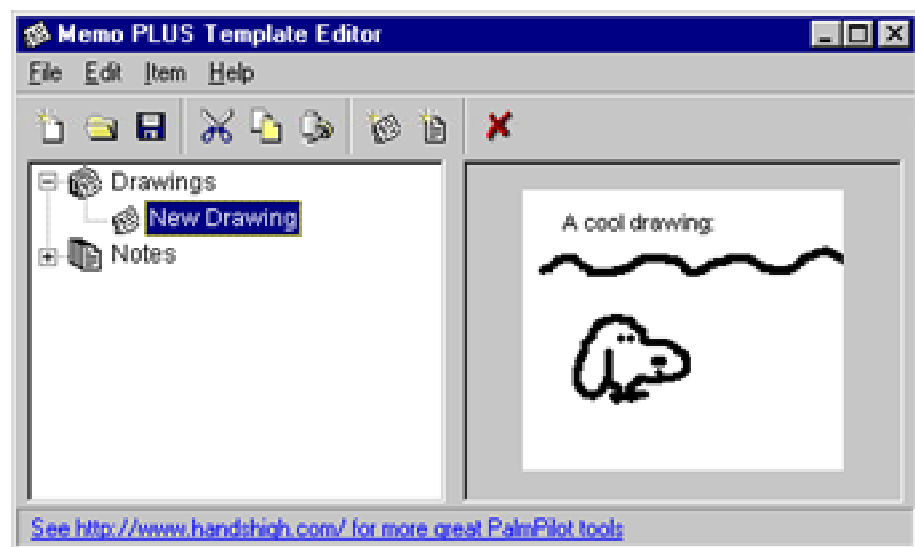 Memo PLUS Template Editor
File Edit Item Help
Drawings
New Drawing
Notes
A cool drawing:
See http://www.handshigh.com/ for more great PalmPilot tools